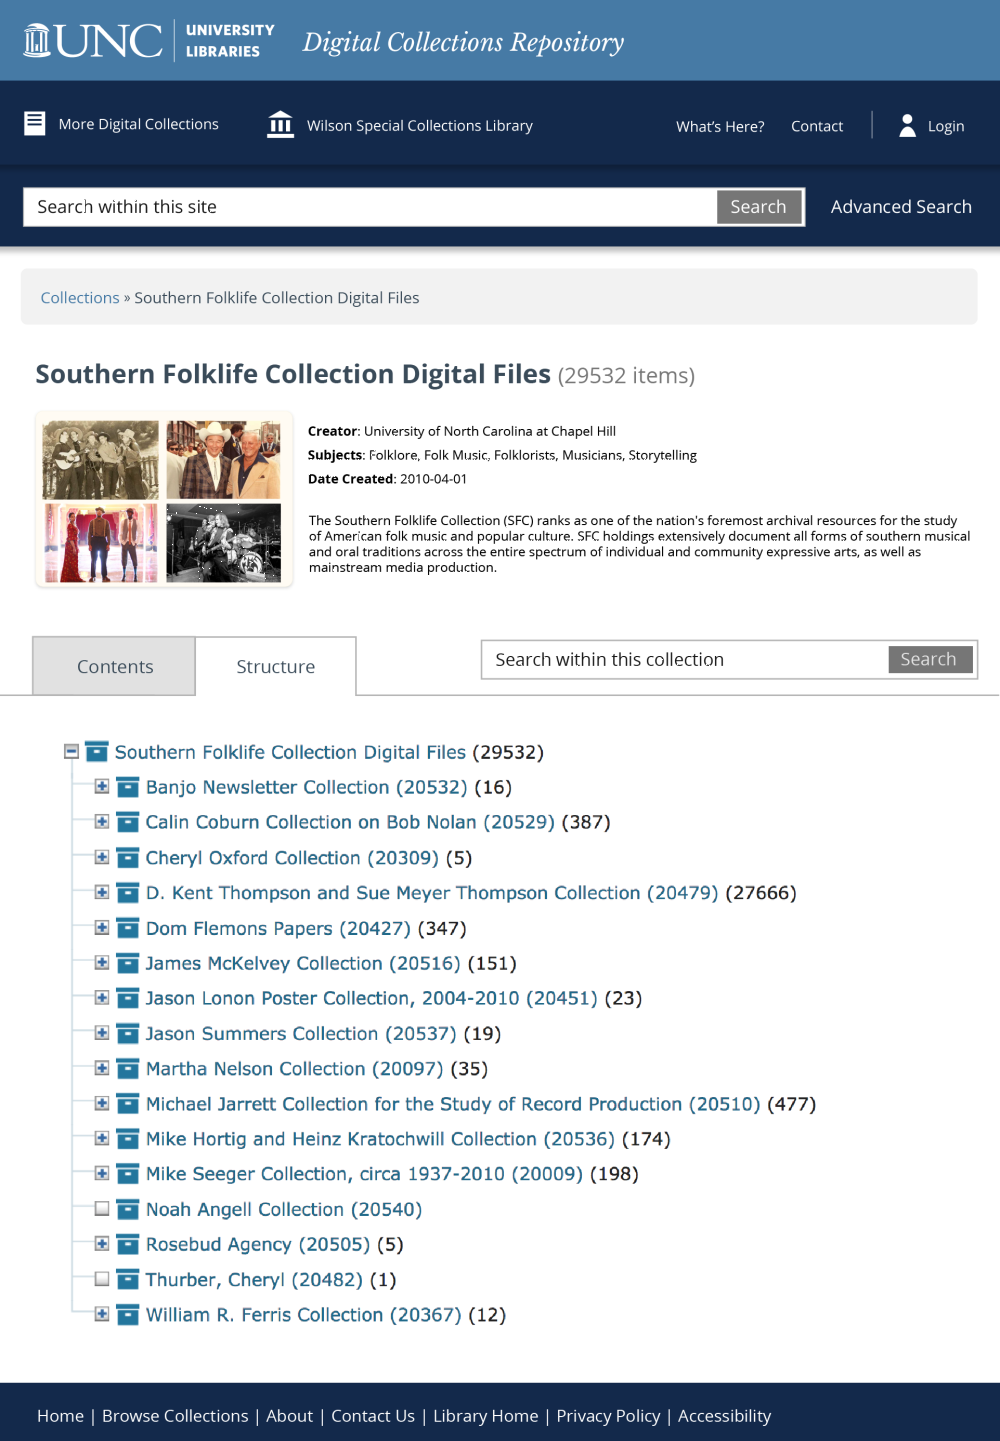 UNC UNIVERSITY LIBRARIES Digital Collections Repository
More Digital Collections Wilson Special Collections Library What's Here? Contact Login
Search within this site Search Advanced Search
Collections » Southern Folklife Collection Digital Files
Southern Folklife Collection Digital Files (29532 items)
Creator: University of North Carolina at Chapel Hill
Subjects: Folklore, Folk Music, Folklorists, Musicians, Storytelling
Date Created: 2010-04-01
The Southern Folklife Collection (SFC) ranks as one of the nation's foremost archival resources for the study
of American folk music and popular culture. SFC holdings extensively document all forms of southern musical
and oral traditions across the entire spectrum of individual and community expressive arts, as well as
mainstream media production.
Contents Structure Search within this collection Search
Southern Folklife Collection Digital Files (29532)
Banjo Newsletter Collection (20532) (16)
Calin Coburn Collection on Bob Nolan (20529) (387)
Cheryl Oxford Collection (20309) (5)
D. Kent Thompson and Sue Meyer Thompson Collection (20479) (27666)
Dom Flemons Papers (20427) (347)
James McKelvey Collection (20516) (151)
Jason Lonon Poster Collection, 2004-2010 (20451) (23)
Jason Summers Collection (20537) (19)
Martha Nelson Collection (20097) (35)
Michael Jarrett Collection for the Study of Record Production (20510) (477)
Mike Hortig and Heinz Kratochwill Collection (20536) (174)
Mike Seeger Collection, circa 1937-2010 (20009) (198)
Noah Angell Collection (20540)
Rosebud Agency (20505) (5)
Thurber, Cheryl (20482) (1)
William R. Ferris Collection (20367) (12)
Home | Browse Collections | About | Contact Us | Library Home | Privacy Policy | Accessibility